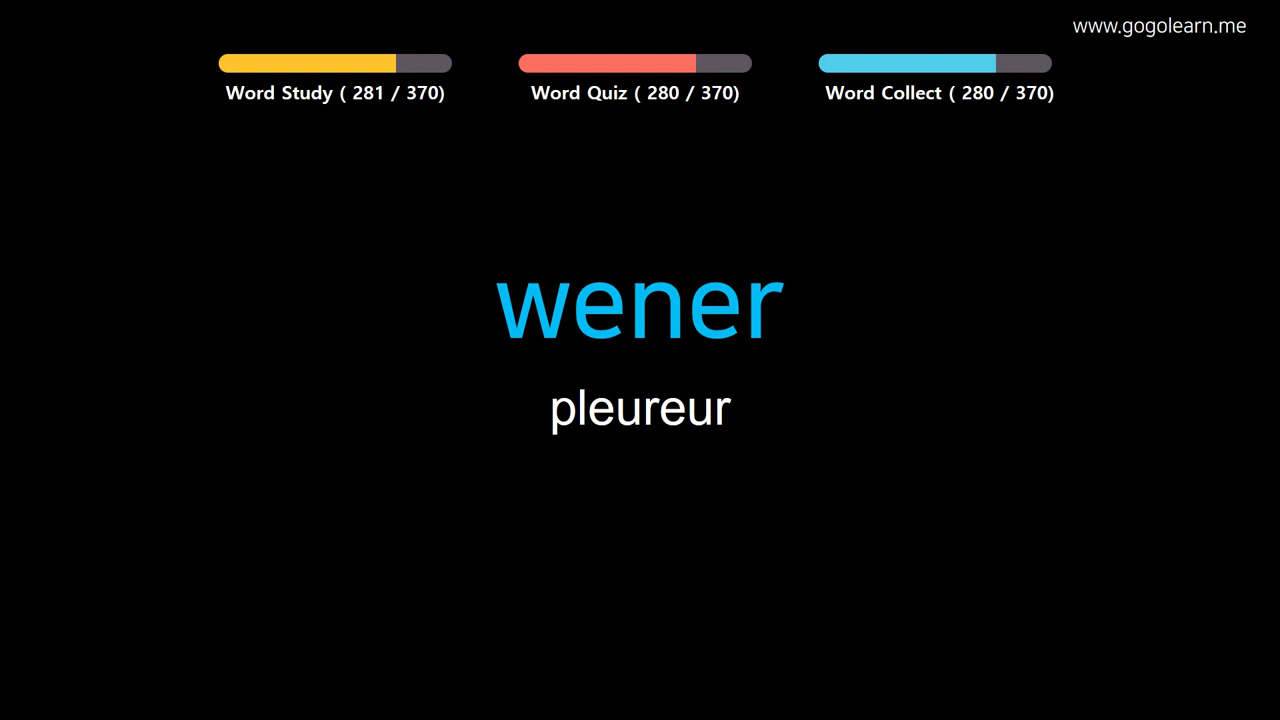 www.gogolearn.me
Word Study ( 281 / 370)
Word Quiz ( 280 / 370)
Word Collect ( 280 / 370)
wener
pleureur